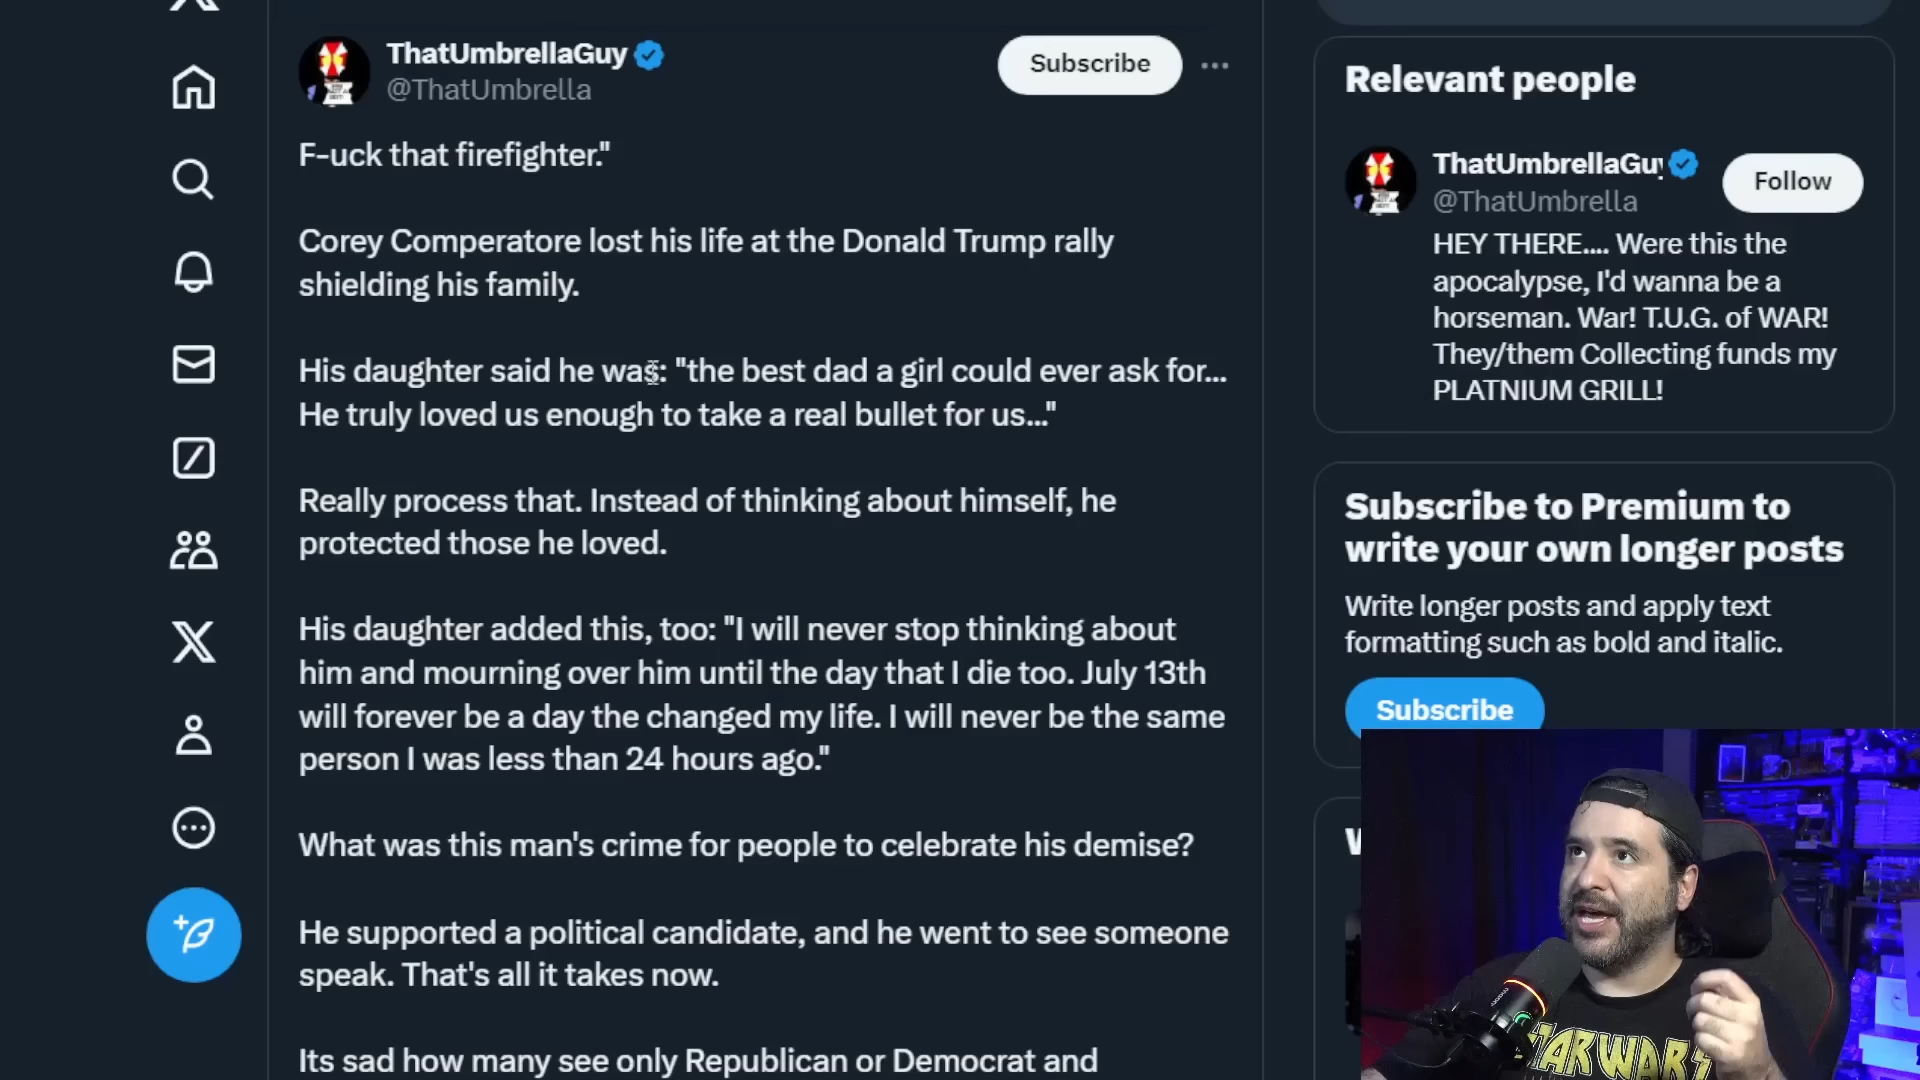 ThatUmbrellaGuy
@ThatUmbrella
Subscribe
F-uck that firefighter."
Corey Comperatore lost his life at the Donald Trump rally
shielding his family.
His daughter said he was: "the best dad a girl could ever ask for...
He truly loved us enough to take a real bullet for us..."
Really process that. Instead of thinking about himself, he
protected those he loved.
His daughter added this, too: "I will never stop thinking about
him and mourning over him until the day that I die too. July 13th
will forever be a day the changed my life. I will never be the same
person I was less than 24 hours ago."
What was this man's crime for people to celebrate his demise?
He supported a political candidate, and he went to see someone
speak. That's all it takes now.
Its sad how many see only Republican or Democrat and
Relevant people
ThatUmbrellaGuy
@ThatUmbrella
Follow
HEY THERE.... Were this the
apocalypse, I'd wanna be a
horseman. War! T.U.G. of WAR!
They/them Collecting funds my
PLATNIUM GRILL!
Subscribe to Premium to
write your own longer posts
Write longer posts and apply text
formatting such as bold and italic.
Subscribe
STAR WARS